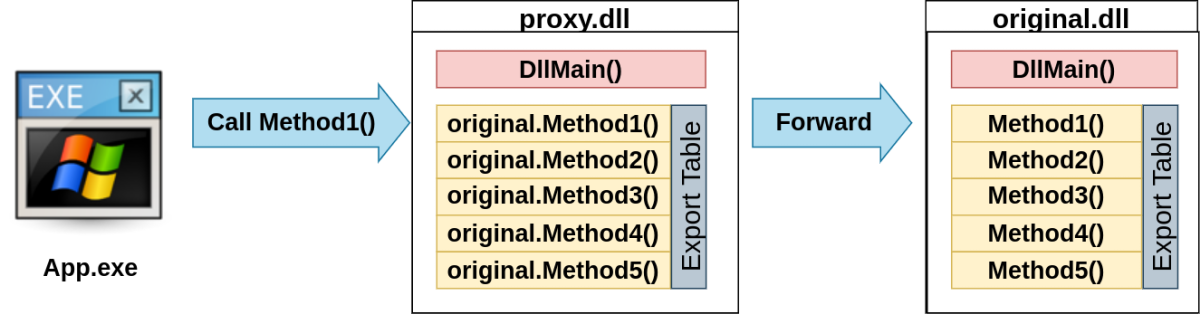 EXE
App.exe
Call Method1()
proxy.dll
DllMain()
original.Method1()
original.Method2()
original.Method3()
original.Method4()
original.Method5()
Export Table
Forward
original.dll
DllMain()
Method1()
Method2()
Method3()
Method4()
Method5()
Export Table